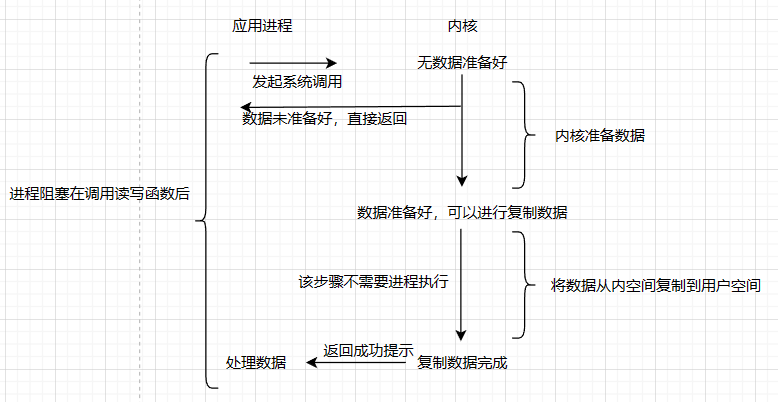 应用进程
内核
发起系统调用
无数据准备好
数据未准备好，直接返回
内核准备数据
进程阻塞在调用读写函数后
数据准备好，可以进行复制数据
该步骤不需要进程执行
将数据从内空间复制到用户空间
返回成功提示
处理数据
复制数据完成